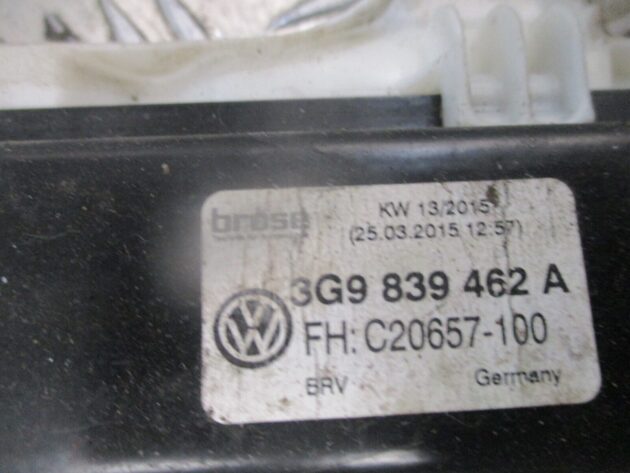 brose
KW 13/2015
(25.03.2015 12:57)
3G9 839 462 A
FH: C20657-100
BRV Germany